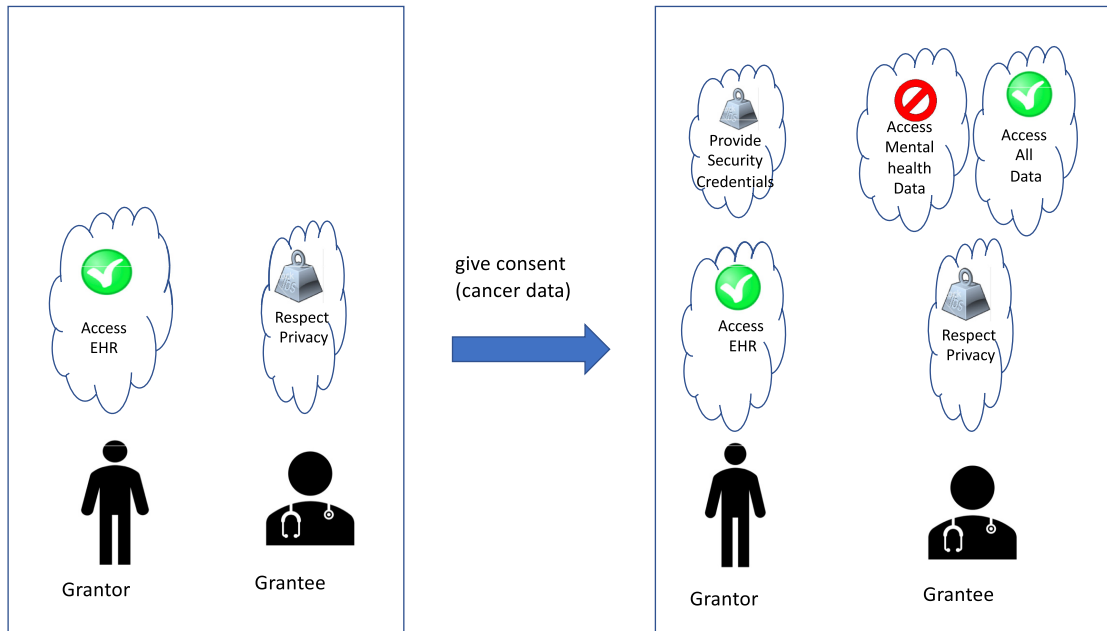 Access
EHR
Respect
Privacy
Grantor
Grantee
give consent
(cancer data)
Provide
Security
Credentials
Access
Mental
health
Data
Access
All
Data
Access
EHR
Respect
Privacy
Grantor
Grantee